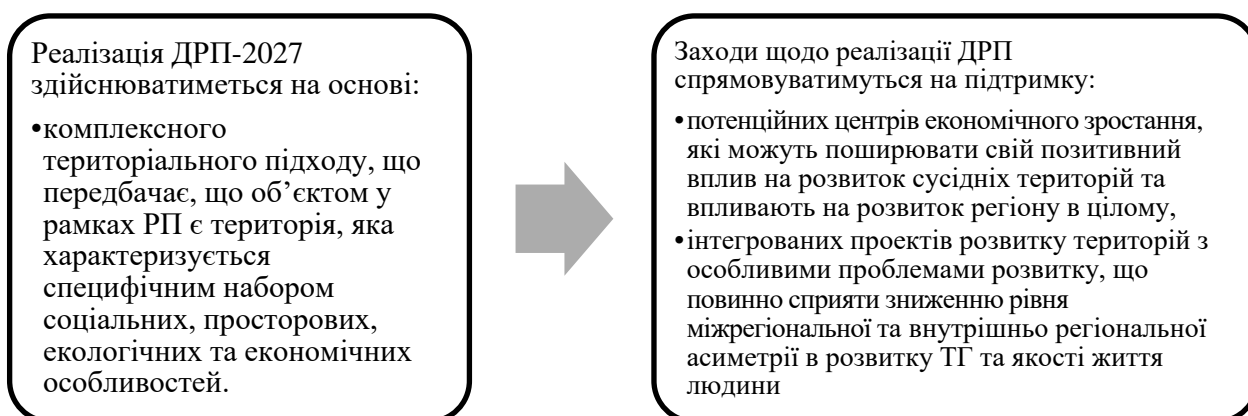 Реалізація ДРП-2027
здійснюватиметься на основі:
•комплексного
територіального підходу, що
передбачає, що об’єктом у
рамках РП є територія, яка
характеризується
специфічним набором
соціальних, просторових,
екологічних та економічних
особливостей.
Заходи щодо реалізації ДРП
спрямовуватимуться на підтримку:
•потенційних центрів економічного зростання,
які можуть поширювати свій позитивний
вплив на розвиток сусідніх територій та
впливають на розвиток регіону в цілому,
•інтегрованих проектів розвитку територій з
особливими проблемами розвитку, що
повинно сприяти зниженню рівня
міжрегіональної та внутрішньо регіональної
асиметрії в розвитку ТГ та якості життя
людини